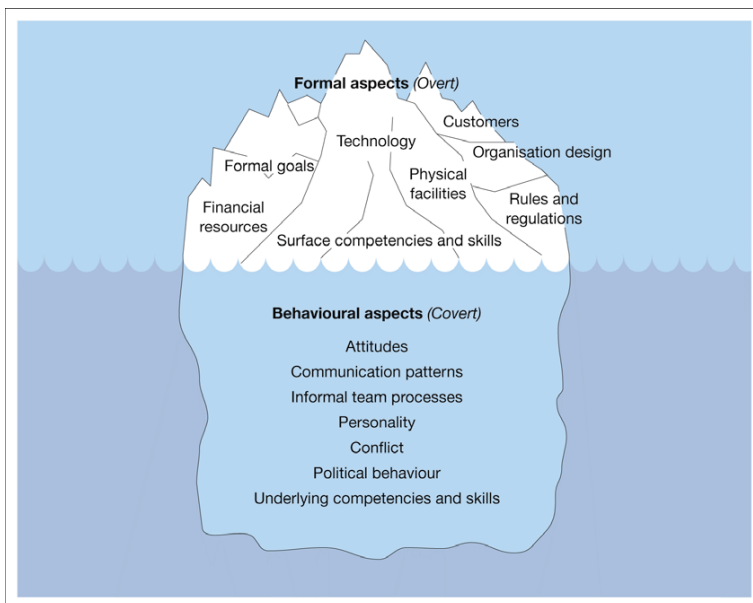 Formal aspects (Overt)
Customers
Technology
Organisation design
Formal goals
Physical
facilities
Rules and
regulations
Financial
resources
Surface competencies and skills
Behavioural aspects (Covert)
Attitudes
Communication patterns
Informal team processes
Personality
Conflict
Political behaviour
Underlying competencies and skills